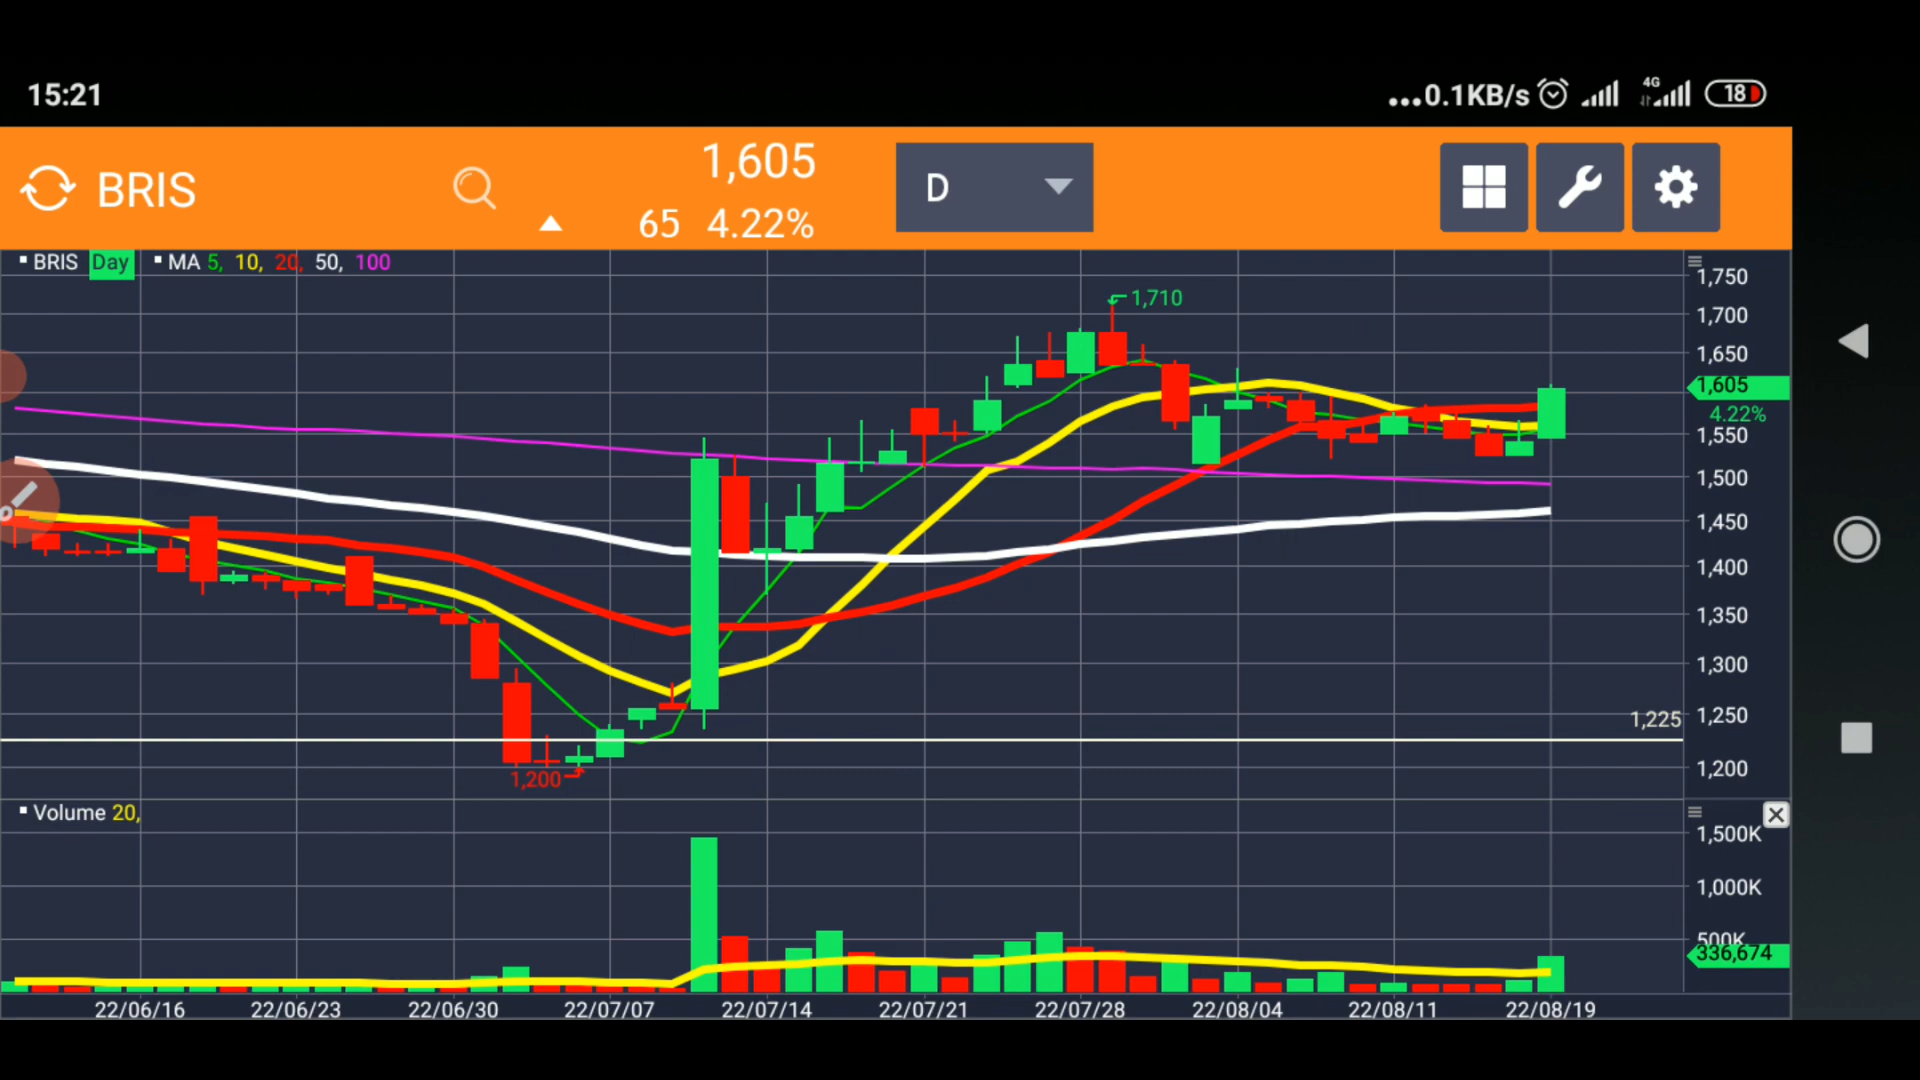 15:21
...0.1KB/s 4G 18
BRIS 1,605 D
65 4.22%
BRIS Day MA 5, 10, 20, 50, 100
1,750
1,710
1,700
1,650
1,605
4.22%
1,550
1,500
1,450
1,400
1,350
1,300
1,250
1,225
1,200
1,200
Volume 20,
1,500K
1,000K
500K
336,674
22/06/16 22/06/23 22/06/30 22/07/07 22/07/14 22/07/21 22/07/28 22/08/04 22/08/11 22/08/19